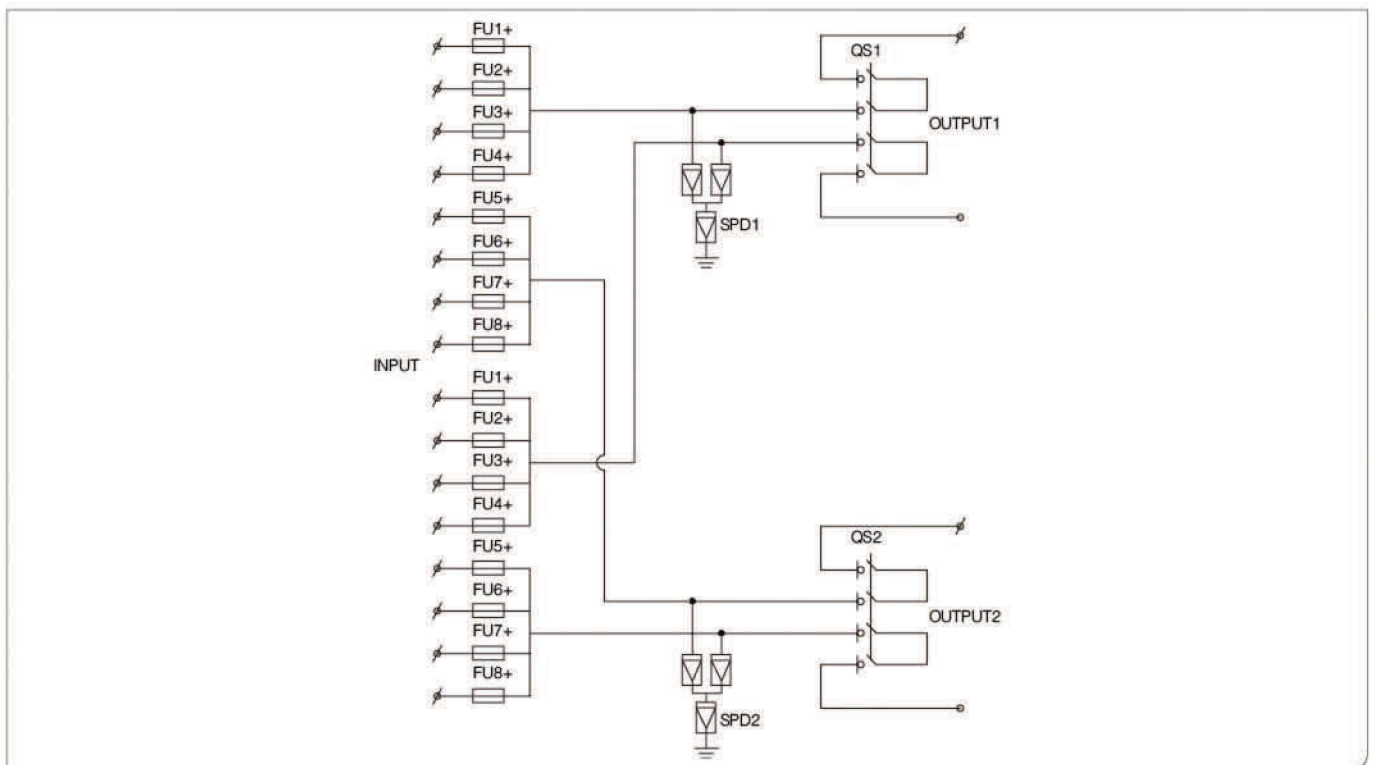 FU1+
FU2+
FU3+
FU4+
FU5+
FU6+
FU7+
FU8+
INPUT
FU1+
FU2+
FU3+
FU4+
FU5+
FU6+
FU7+
FU8+
QS1
OUTPUT1
SPD1
QS2
OUTPUT2
SPD2